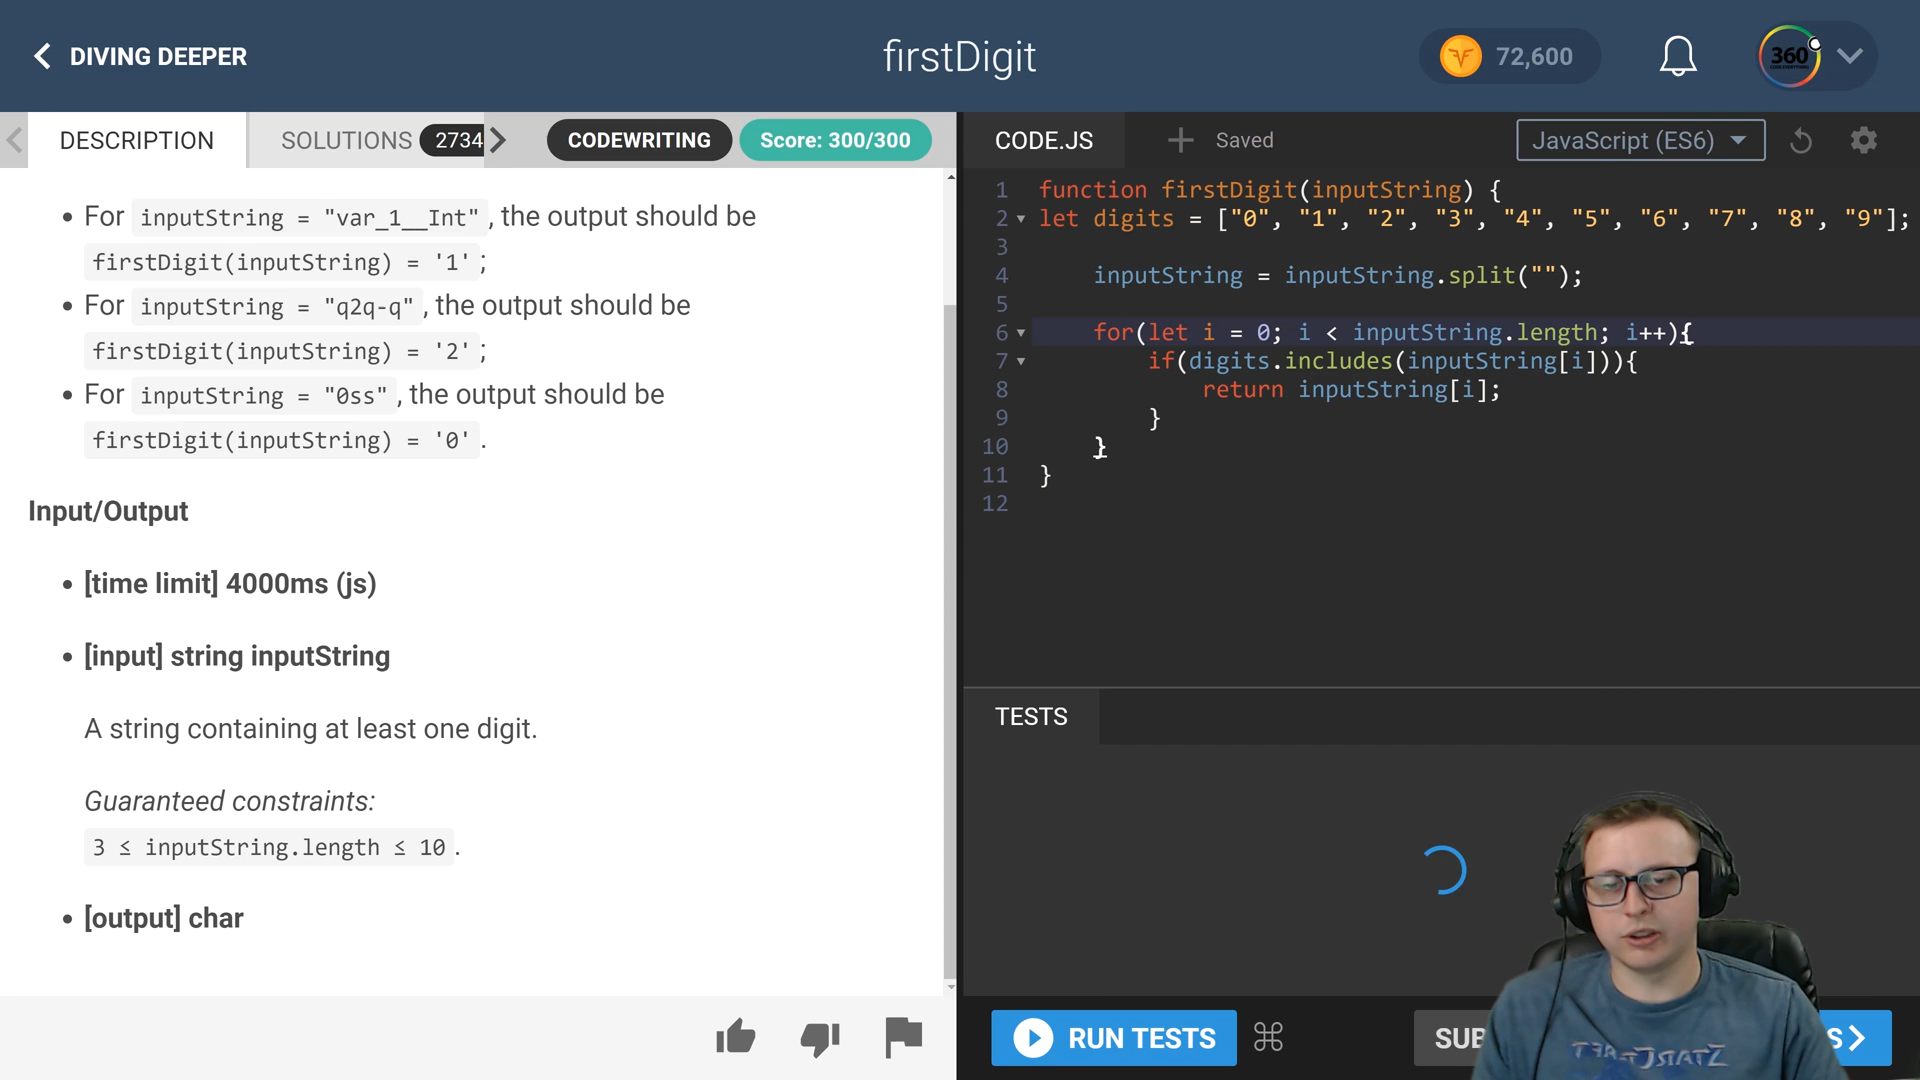 DIVING DEEPER
firstDigit
72,600
360
DESCRIPTION
SOLUTIONS 2734
CODEWRITING
Score: 300/300
For inputString = "var_1__Int", the output should be
firstDigit(inputString) = '1';
For inputString = "q2q-q", the output should be
firstDigit(inputString) = '2';
For inputString = "0ss", the output should be
firstDigit(inputString) = '0'.
Input/Output
[time limit] 4000ms (js)
[input] string inputString
A string containing at least one digit.
Guaranteed constraints:
3 ≤ inputString.length ≤ 10.
[output] char
CODE.JS
Saved
JavaScript (ES6)
1 function firstDigit(inputString) {
2 let digits = ["0", "1", "2", "3", "4", "5", "6", "7", "8", "9"];
3
4 inputString = inputString.split("");
5
6 for(let i = 0; i < inputString.length; i++){
7 if(digits.includes(inputString[i])){
8 return inputString[i];
9 }
10 }
11 }
12
TESTS
RUN TESTS
SUB
S